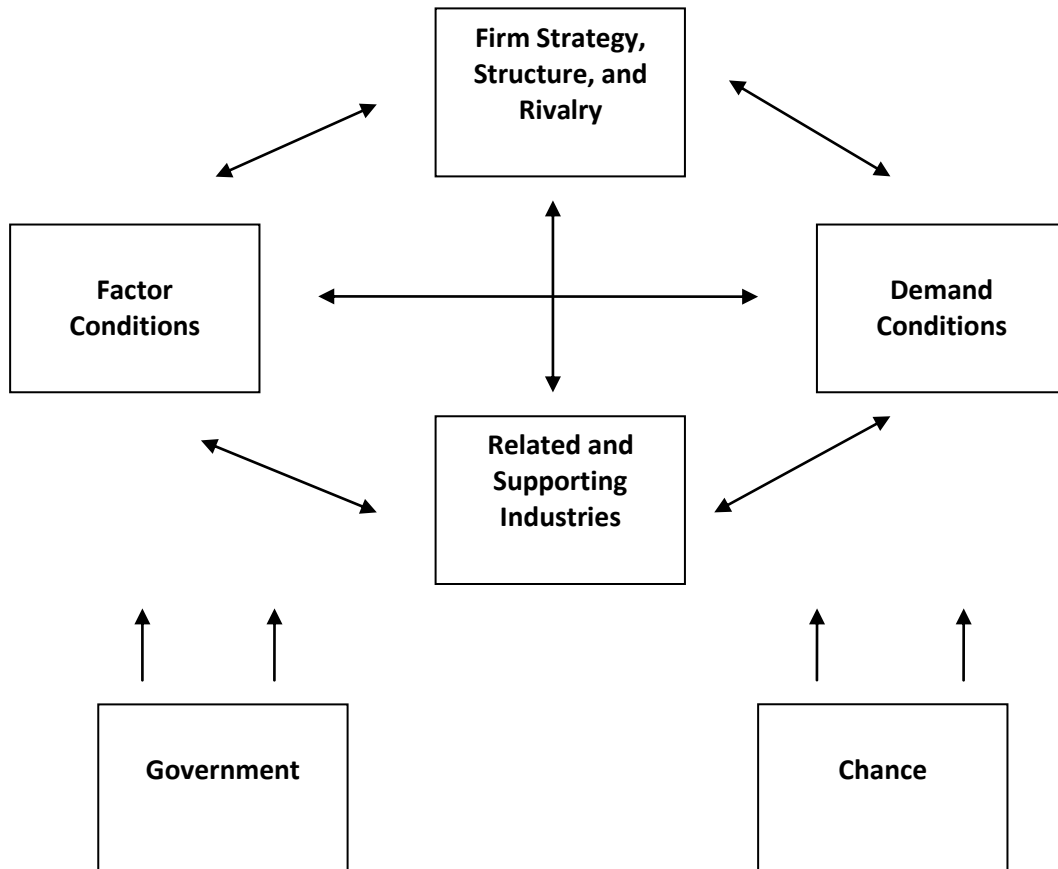 Firm Strategy,
Structure, and
Rivalry
Factor
Conditions
Demand
Conditions
Related and
Supporting
Industries
Government
Chance